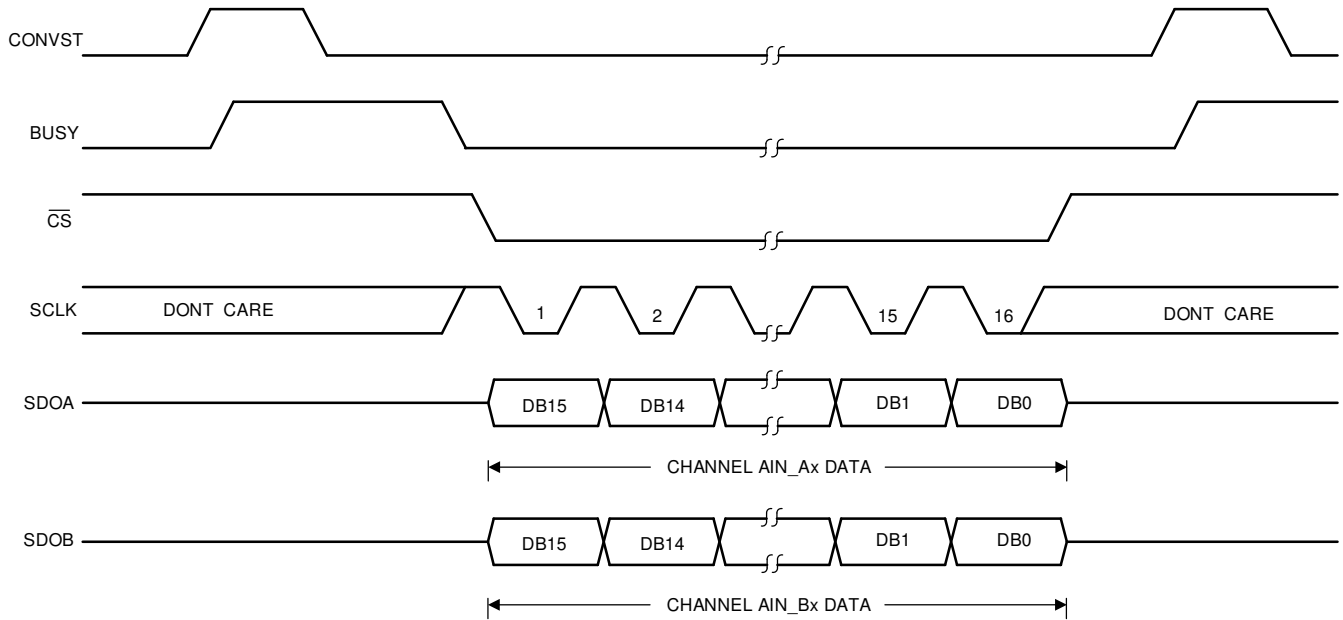 CONVST
BUSY
CS
SCLK DONT CARE 1 2 15 16 DONT CARE
SDOA DB15 DB14 DB1 DB0
CHANNEL AIN_Ax DATA
SDOB DB15 DB14 DB1 DB0
CHANNEL AIN_Bx DATA